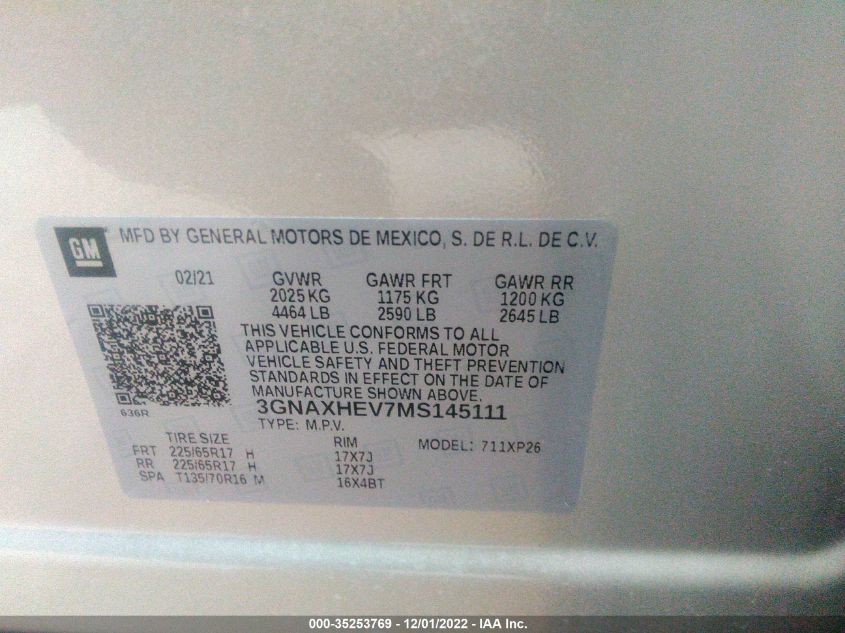 GM MFD BY GENERAL MOTORS DE MEXICO, S. DE R.L. DE C.V.
02/21 GVWR GAWR FRT GAWR RR
2025 KG 1175 KG 1200 KG
4464 LB 2590 LB 2645 LB
THIS VEHICLE CONFORMS TO ALL
APPLICABLE U.S. FEDERAL MOTOR
VEHICLE SAFETY AND THEFT PREVENTION
STANDARDS IN EFFECT ON THE DATE OF
MANUFACTURE SHOWN ABOVE.
636R 3GNAXHEV7MS145111
TYPE: M.P.V.
TIRE SIZE RIM MODEL: 711XP26
FRT 225/65R17 H 17X7J
RR 225/65R17 H 17X7J
SPA T135/70R16 M 16X4BT
000-35253769 - 12/01/2022 - IAA Inc.